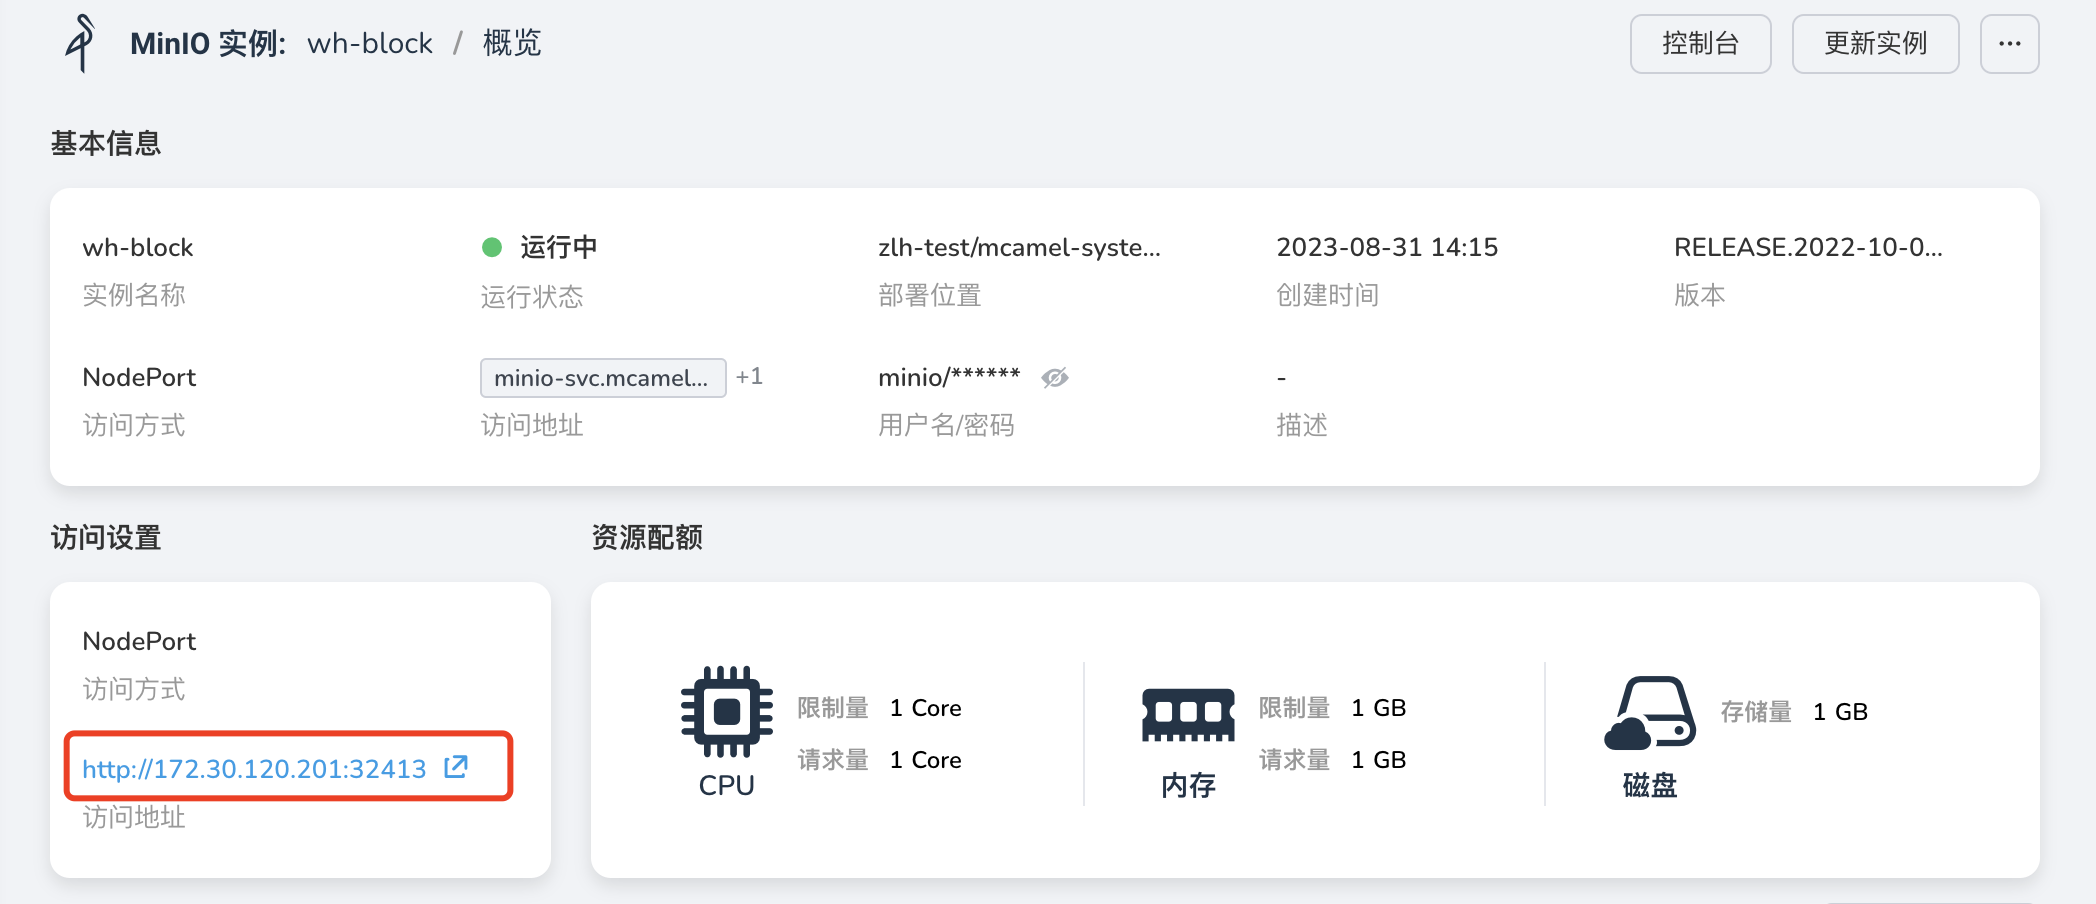 MinIO 实例: wh-block / 概览
控制台
更新实例
...
基本信息
wh-block
实例名称
运行中
运行状态
zlh-test/mcamel-syste...
部署位置
2023-08-31 14:15
创建时间
RELEASE.2022-10-0...
版本
NodePort
访问方式
minio-svc.mcamel... +1
访问地址
minio/******
用户名/密码
-
描述
访问设置
NodePort
访问方式
http://172.30.120.201:32413
访问地址
资源配额
CPU
限制量 1 Core
请求量 1 Core
内存
限制量 1 GB
请求量 1 GB
磁盘
存储量 1 GB